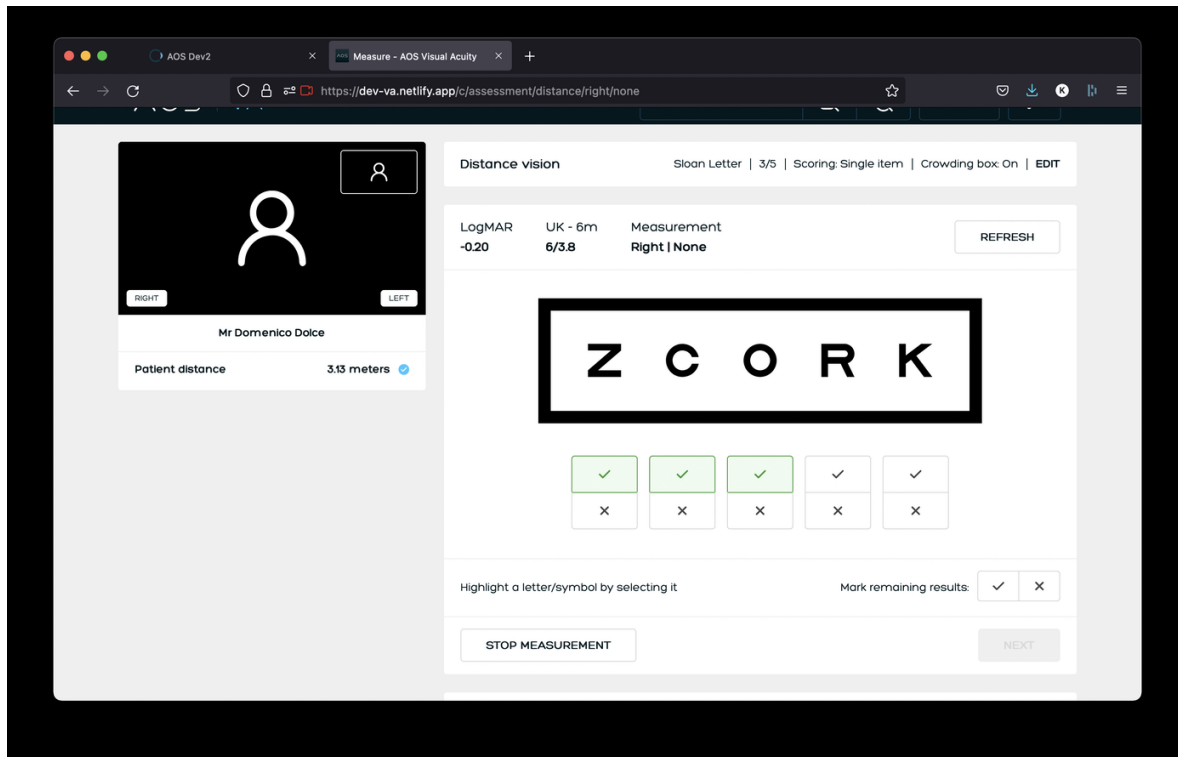 AOS Dev2
AOS Measure - AOS Visual Acuity
https://dev-va.netlify.app/c/assessment/distance/right/none
K
RIGHT
LEFT
Mr Domenico Dolce
Patient distance 3.13 meters
Distance vision
Sloan Letter | 3/5 | Scoring: Single item | Crowding box: On | EDIT
LogMAR UK - 6m Measurement
-0.20 6/3.8 Right | None
REFRESH
Z C O R K
Highlight a letter/symbol by selecting it
Mark remaining results:
STOP MEASUREMENT
NEXT